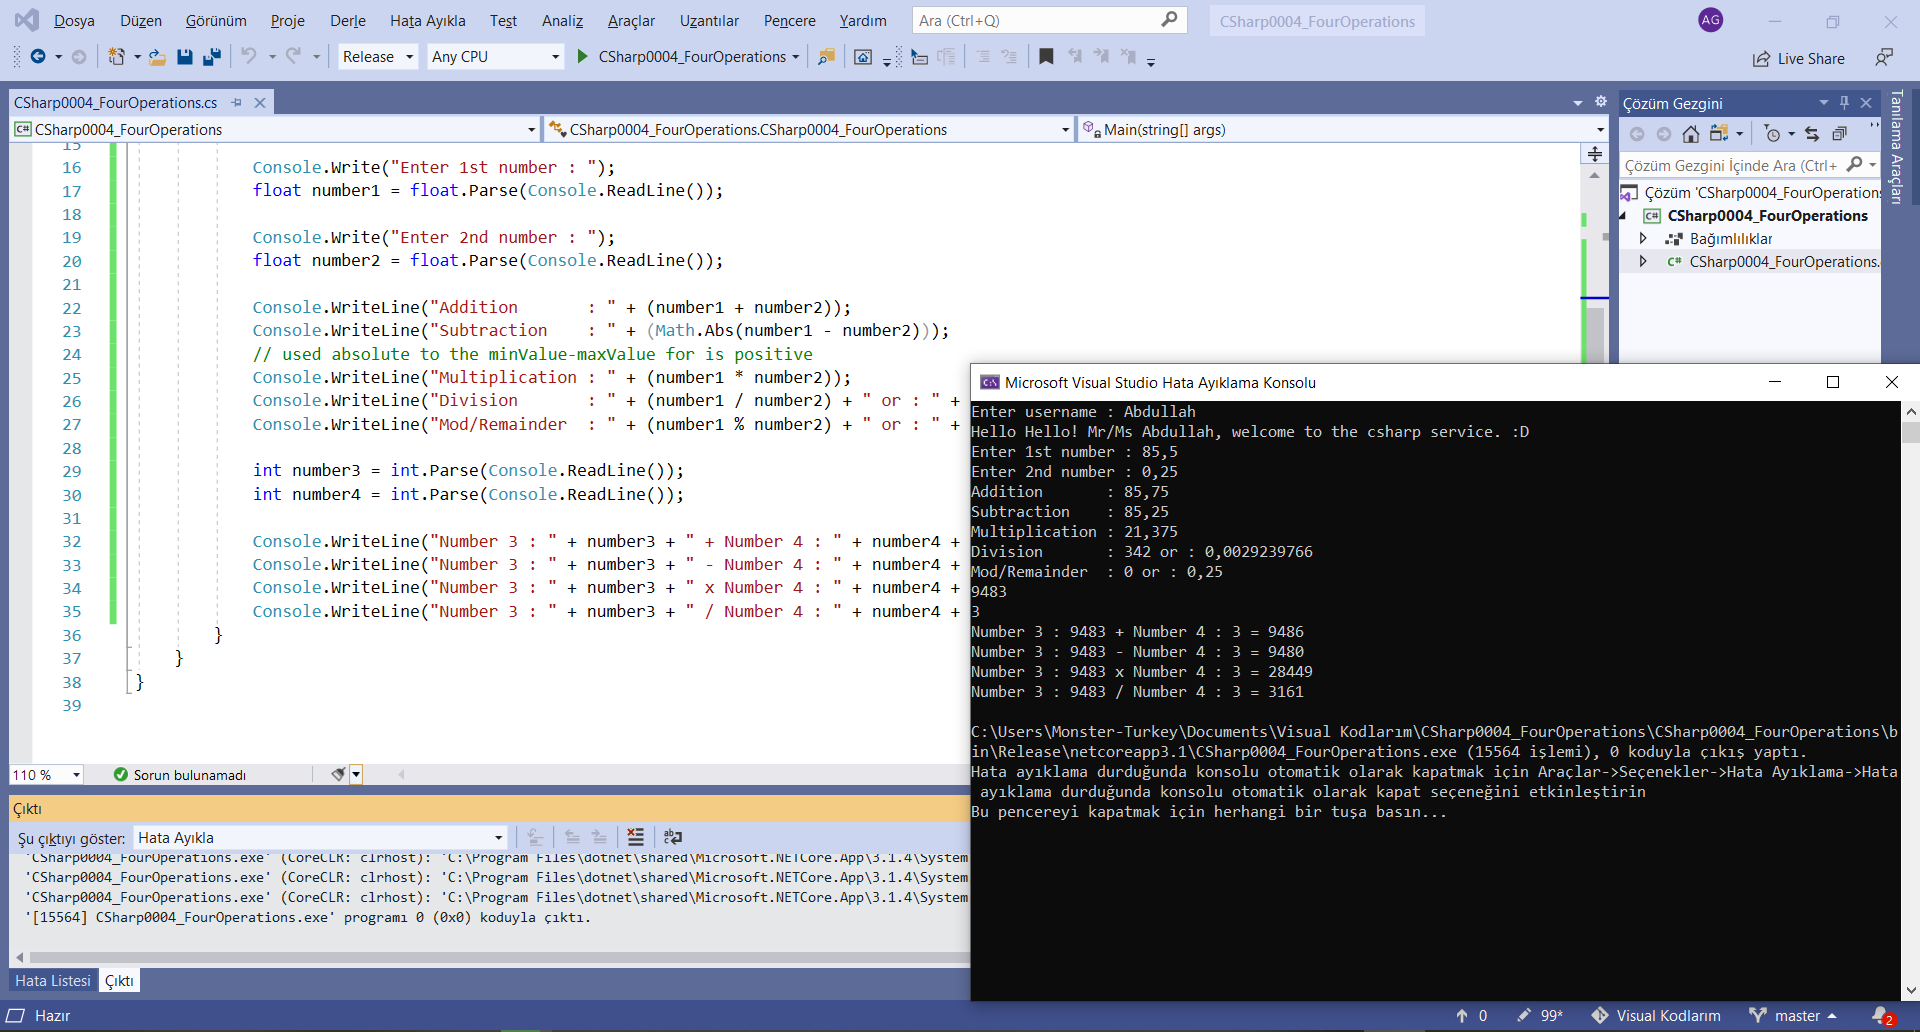 Dosya Düzen Görünüm Proje Derle Hata Ayıkla Test Analiz Araçlar Uzantılar Pencere Yardım Ara (Ctrl+Q) CSharp0004_FourOperations AG
Release Any CPU CSharp0004_FourOperations Live Share
CSharp0004_FourOperations.cs
C# CSharp0004_FourOperations CSharp0004_FourOperations.CSharp0004_FourOperations Main(string[] args)
15
16 Console.Write("Enter 1st number : ");
17 float number1 = float.Parse(Console.ReadLine());
18
19 Console.Write("Enter 2nd number : ");
20 float number2 = float.Parse(Console.ReadLine());
21
22 Console.WriteLine("Addition       : " + (number1 + number2));
23 Console.WriteLine("Subtraction    : " + (Math.Abs(number1 - number2)));
24 // used absolute to the minValue-maxValue for is positive
25 Console.WriteLine("Multiplication : " + (number1 * number2));
26 Console.WriteLine("Division       : " + (number1 / number2) + " or : " +
27 Console.WriteLine("Mod/Remainder  : " + (number1 % number2) + " or : " +
28
29 int number3 = int.Parse(Console.ReadLine());
30 int number4 = int.Parse(Console.ReadLine());
31
32 Console.WriteLine("Number 3 : " + number3 + " + Number 4 : " + number4 +
33 Console.WriteLine("Number 3 : " + number3 + " - Number 4 : " + number4 +
34 Console.WriteLine("Number 3 : " + number3 + " x Number 4 : " + number4 +
35 Console.WriteLine("Number 3 : " + number3 + " / Number 4 : " + number4 +
36 }
37 }
38 }
39
110 % Sorun bulunamadı
Çözüm Gezgini
Çözüm Gezgini İçinde Ara (Ctrl+
Çözüm 'CSharp0004_FourOperations
C# CSharp0004_FourOperations
Bağımlılıklar
C# CSharp0004_FourOperations.
Tanılama Araçları
Microsoft Visual Studio Hata Ayıklama Konsolu
Enter username : Abdullah
Hello Hello! Mr/Ms Abdullah, welcome to the csharp service. :D
Enter 1st number : 85,5
Enter 2nd number : 0,25
Addition       : 85,75
Subtraction    : 85,25
Multiplication : 21,375
Division       : 342 or : 0,0029239766
Mod/Remainder  : 0 or : 0,25
9483
3
Number 3 : 9483 + Number 4 : 3 = 9486
Number 3 : 9483 - Number 4 : 3 = 9480
Number 3 : 9483 x Number 4 : 3 = 28449
Number 3 : 9483 / Number 4 : 3 = 3161
C:\Users\Monster-Turkey\Documents\Visual Kodlarım\CSharp0004_FourOperations\CSharp0004_FourOperations\b
in\Release\netcoreapp3.1\CSharp0004_FourOperations.exe (15564 işlemi), 0 koduyla çıkış yaptı.
Hata ayıklama durduğunda konsolu otomatik olarak kapatmak için Araçlar->Seçenekler->Hata Ayıklama->Hata
ayıklama durduğunda konsolu otomatik olarak kapat seçeneğini etkinleştirin
Bu pencereyi kapatmak için herhangi bir tuşa basın...
Çıktı
Şu çıktıyı göster: Hata Ayıkla
'CSharp0004_FourOperations.exe' (CoreCLR: clrhost): 'C:\Program Files\dotnet\shared\Microsoft.NETCore.App\3.1.4\System
'CSharp0004_FourOperations.exe' (CoreCLR: clrhost): 'C:\Program Files\dotnet\shared\Microsoft.NETCore.App\3.1.4\System
'CSharp0004_FourOperations.exe' (CoreCLR: clrhost): 'C:\Program Files\dotnet\shared\Microsoft.NETCore.App\3.1.4\System
'[15564] CSharp0004_FourOperations.exe' programı 0 (0x0) koduyla çıktı.
Hata Listesi Çıktı
Hazır 0 99* Visual Kodlarım master 2